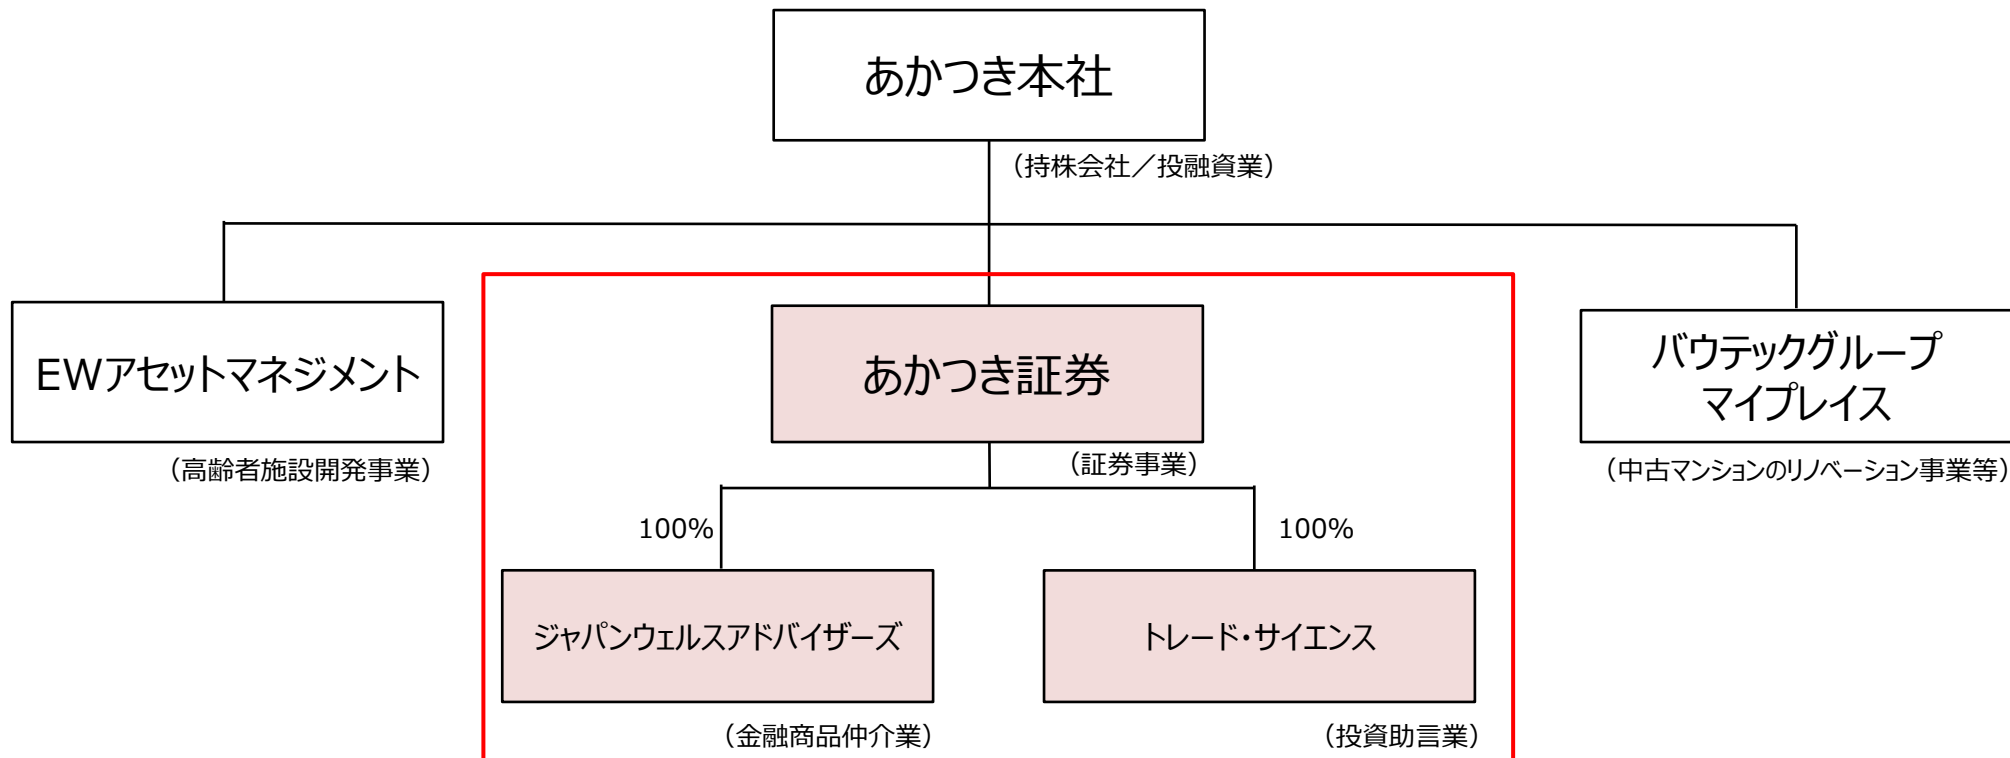 あかつき本社
（持株会社／投融資業）
EWアセットマネジメント
（高齢者施設開発事業）
あかつき証券
（証券事業）
バウテックグループ
マイプレイス
（中古マンションのリノベーション事業等）
100%
100%
ジャパンウェルスアドバイザーズ
（金融商品仲介業）
トレード・サイエンス
（投資助言業）